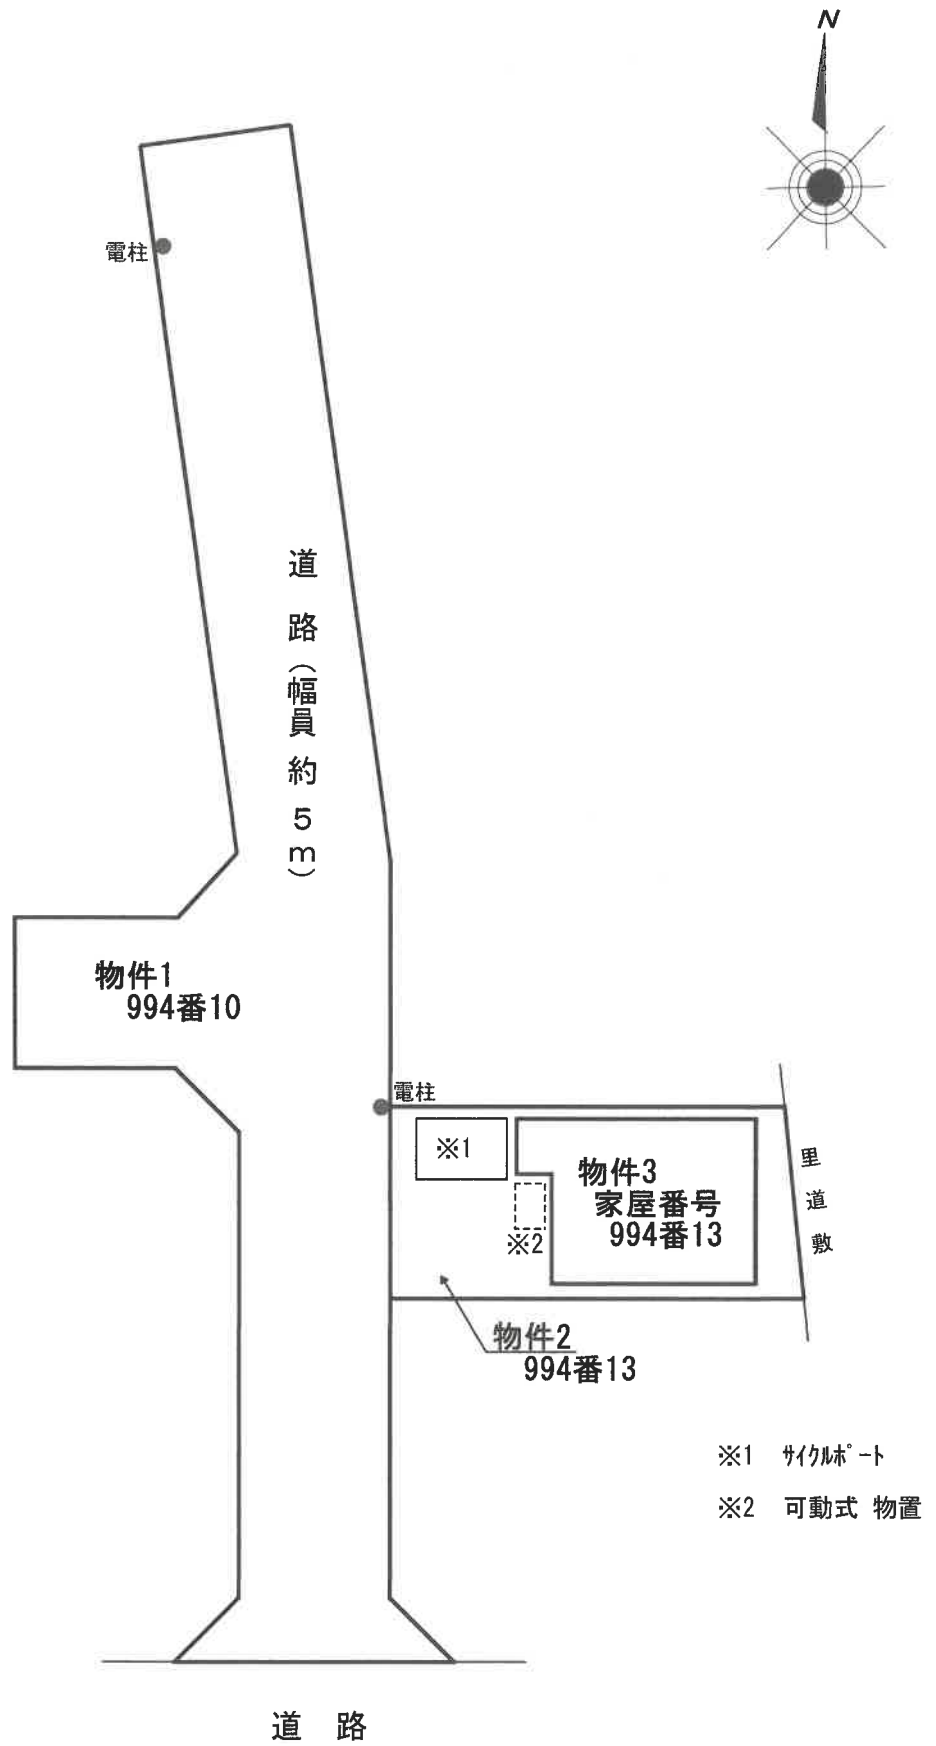 N
電柱
道路(幅員約5m)
物件1
994番10
電柱
※1
物件3
家屋番号
994番13
※2
里道敷
物件2
994番13
※1 ｻｲｸﾙﾎﾟｰﾄ
※2 可動式 物置
道 路